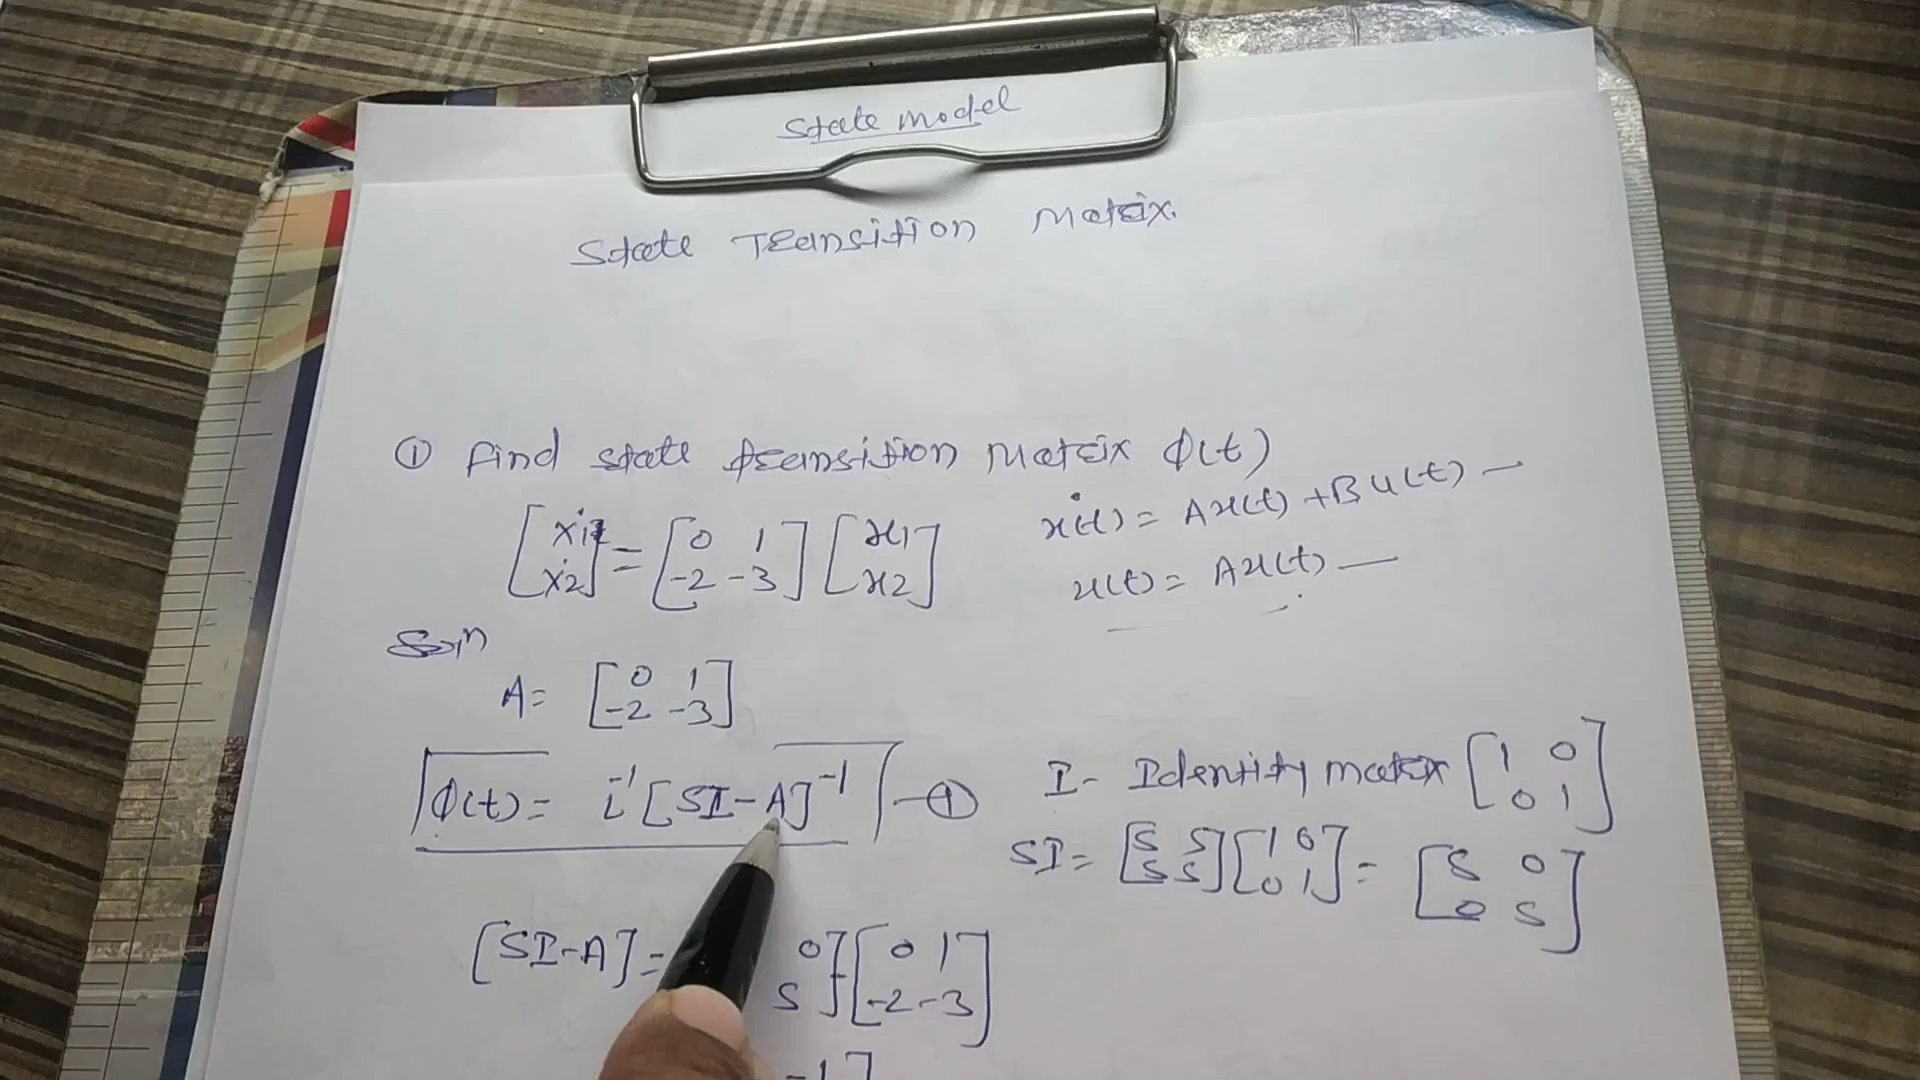 State model
State Transition Matrix.
① Find state transition Matrix Φ(t)
[ẋ1 ẋ2] = [0 1 -2 -3] [x1 x2]
ẋ(t) = Ax(t) + Bu(t) —
x(t) = Ax(t) —
Soln
A = [0 1 -2 -3]
Φ(t) = L⁻¹[SI-A]⁻¹ — ①
I - Identity matrix [1 0 0 1]
SI = [S S S S] [1 0 0 1] = [S 0 0 S]
[SI-A] = 0 S] - [0 1 -2 -3]
-1]